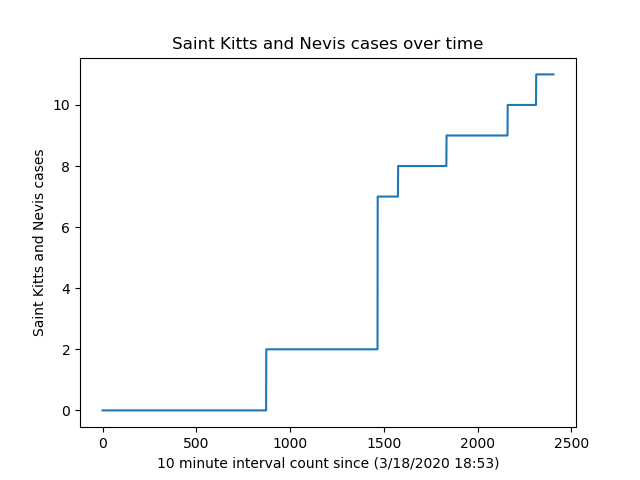 Saint Kitts and Nevis cases over time
10
8
6
4
2
0
Saint Kitts and Nevis cases
0 500 1000 1500 2000 2500
10 minute interval count since (3/18/2020 18:53)